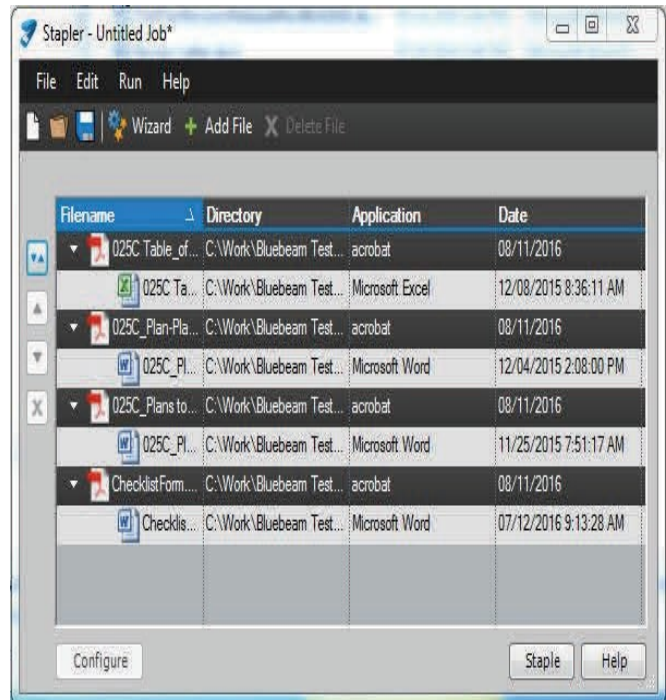 Stapler - Untitled Job*
File Edit Run Help
Wizard Add File Delete File
Filename Directory Application Date
025C Table_of... C:\Work\Bluebeam Test... acrobat 08/11/2016
025C Ta... C:\Work\Bluebeam Test... Microsoft Excel 12/08/2015 8:36:11 AM
025C_Plan-Pla... C:\Work\Bluebeam Test... acrobat 08/11/2016
025C_Pl... C:\Work\Bluebeam Test... Microsoft Word 12/04/2015 2:08:00 PM
025C_Plans to... C:\Work\Bluebeam Test... acrobat 08/11/2016
025C_Pl... C:\Work\Bluebeam Test... Microsoft Word 11/25/2015 7:51:17 AM
ChecklistForm.... C:\Work\Bluebeam Test... acrobat 08/11/2016
Checklis... C:\Work\Bluebeam Test... Microsoft Word 07/12/2016 9:13:28 AM
Configure Staple Help